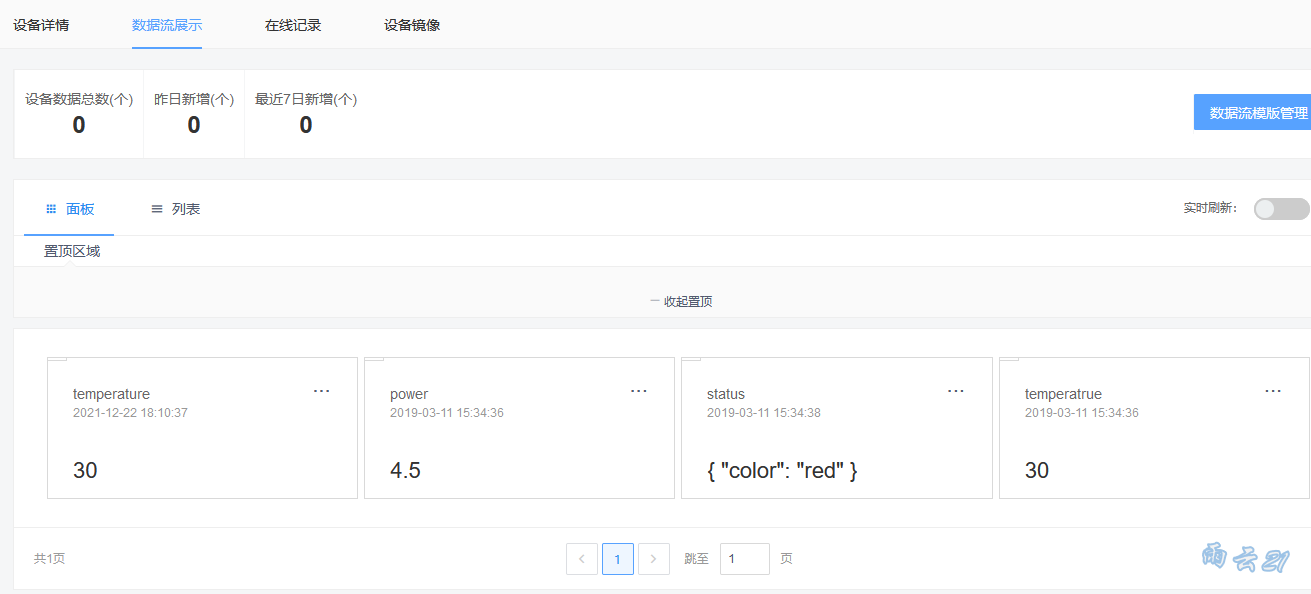 设备详情 数据流展示 在线记录 设备镜像
设备数据总数(个) 昨日新增(个) 最近7日新增(个)
0 0 0
数据流模版管理
面板 列表 实时刷新:
置顶区域
收起置顶
temperature ... power ... status ... temperatrue ...
2021-12-22 18:10:37 2019-03-11 15:34:36 2019-03-11 15:34:38 2019-03-11 15:34:36
30 4.5 { "color": "red" } 30
共1页 < 1 > 跳至 1 页
雨云21